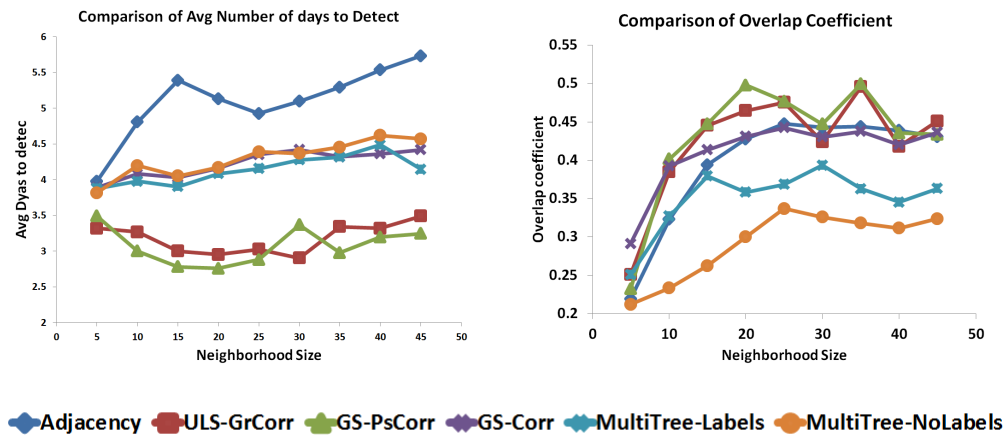 Comparison of Avg Number of days to Detect
6
5.5
5
4.5
4
3.5
3
2.5
2
0 5 10 15 20 25 30 35 40 45 50
Avg Dyas to detec
Neighborhood Size
Comparison of Overlap Coefficient
0.55
0.5
0.45
0.4
0.35
0.3
0.25
0.2
0 10 20 30 40 50
Overlap coefficient
Neighborhood Size
Adjacency ULS-GrCorr GS-PsCorr GS-Corr MultiTree-Labels MultiTree-NoLabels